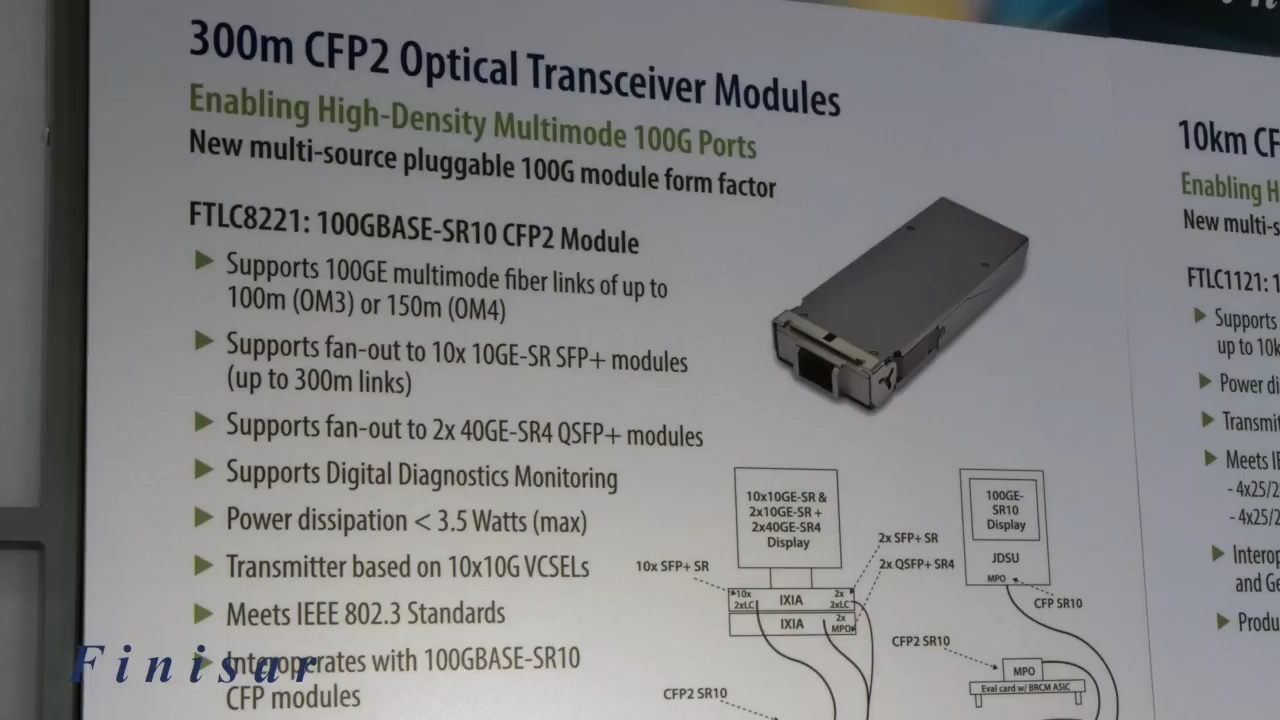 300m CFP2 Optical Transceiver Modules
Enabling High-Density Multimode 100G Ports
New multi-source pluggable 100G module form factor
FTLC8221: 100GBASE-SR10 CFP2 Module
Supports 100GE multimode fiber links of up to
100m (OM3) or 150m (OM4)
Supports fan-out to 10x 10GE-SR SFP+ modules
(up to 300m links)
Supports fan-out to 2x 40GE-SR4 QSFP+ modules
Supports Digital Diagnostics Monitoring
Power dissipation < 3.5 Watts (max)
Transmitter based on 10x10G VCSELs
Meets IEEE 802.3 Standards
Interoperates with 100GBASE-SR10
CFP modules
Finisar
10x10GE-SR &
2x10GE-SR +
2x40GE-SR4
Display
10x SFP+ SR
2x SFP+ SR
2x QSFP+ SR4
10x
2xLC
IXIA
2x
2xLC
IXIA
2x
MPO
CFP2 SR10
100GE-
SR10
Display
JDSU
MPO
CFP SR10
CFP2 SR10
MPO
Eval card w/ BRCM ASIC
10km CF
Enabling H
New multi-s
FTLC1121: 1
Supports
up to 10k
Power di
Transmit
Meets IE
- 4x25/2
- 4x25/2
Interop
and Ge
Produ